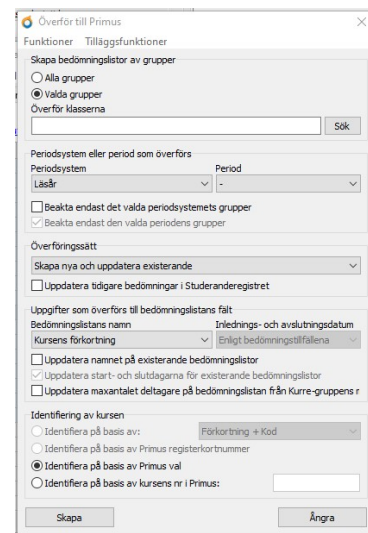 Överför till Primus
Funktioner Tilläggsfunktioner
Skapa bedömningslistor av grupper
Alla grupper
Valda grupper
Överför klasserna
Sök
Periodsystem eller period som överförs
Periodsystem Period
Läsår -
Beakta endast det valda periodsystemets grupper
Beakta endast den valda periodens grupper
Överföringssätt
Skapa nya och uppdatera existerande
Uppdatera tidigare bedömningar i Studeranderegistret
Uppgifter som överförs till bedömningslistans fält
Bedömningslistans namn Inlednings- och avslutningsdatum
Kursens förkortning Enligt bedömningstillfällena
Uppdatera namnet på existerande bedömningslistor
Uppdatera start- och slutdagarna för existerande bedömningslistor
Uppdatera maxantalet deltagare på bedömningslistan från Kurre-gruppens r
Identifiering av kursen
Identifiera på basis av: Förkortning + Kod
Identifiera på basis av Primus registerkortnummer
Identifiera på basis av Primus val
Identifiera på basis av kursens nr i Primus:
Skapa Ångra